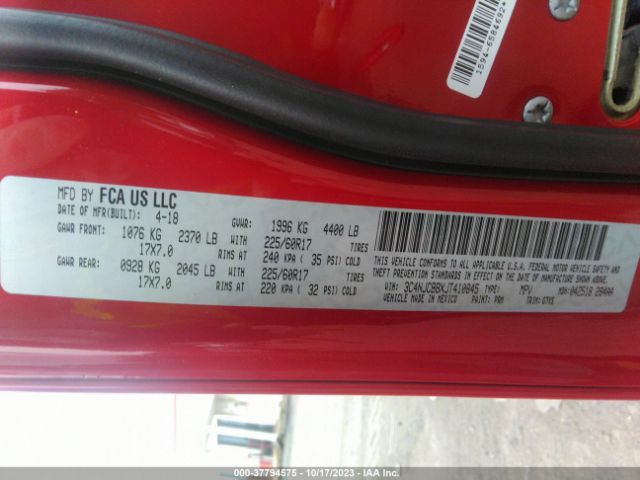 1594-65846924
MFD BY FCA US LLC
DATE OF MFR(BUILT): 4-18 GVWR: 1996 KG 4400 LB
GAWR FRONT: 1076 KG 2370 LB WITH 225/60R17 TIRES
17X7.0 RIMS AT 240 KPA ( 35 PSI) COLD
GAWR REAR: 0928 KG 2045 LB WITH 225/60R17 TIRES
17X7.0 RIMS AT 220 KPA ( 32 PSI) COLD
THIS VEHICLE CONFORMS TO ALL APPLICABLE U.S.A. FEDERAL MOTOR VEHICLE SAFETY AND
THEFT PREVENTION STANDARDS IN EFFECT ON THE DATE OF MANUFACTURE SHOWN ABOVE.
VIN: 3C4NJCBBXJT410845 TYPE: MPV MDH: 042518
VEHICLE MADE IN MEXICO PAINT: PRM TRIM:
00-37794575 - 10/17/2023 - IAA Inc.(SM)